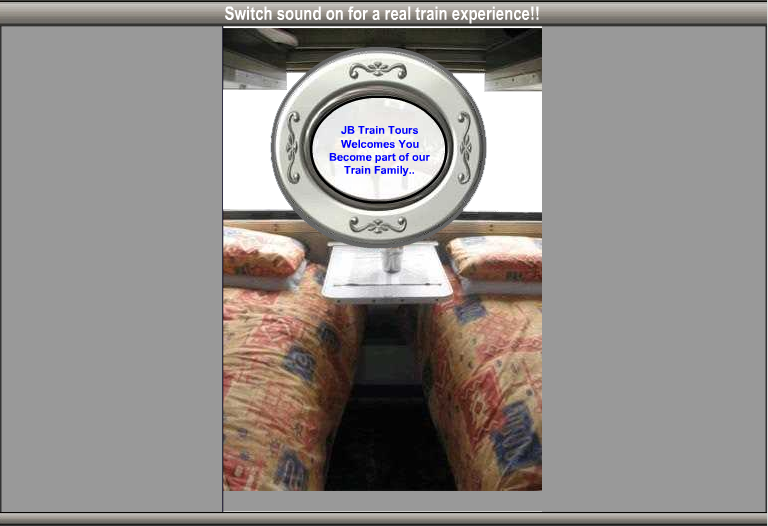 Switch sound on for a real train experience!!
JB Train Tours
Welcomes You
Become part of our
Train Family..